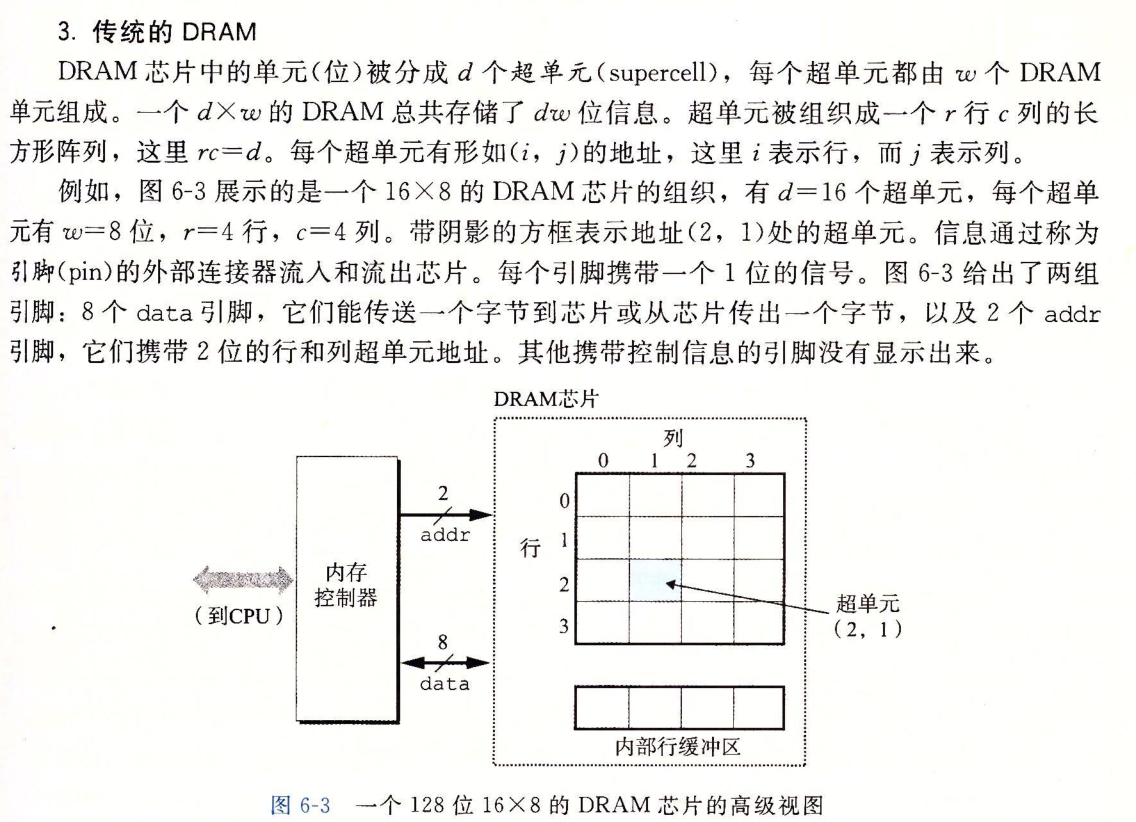 3. 传统的 DRAM
DRAM 芯片中的单元(位)被分成 d 个超单元(supercell)，每个超单元都由 w 个 DRAM
单元组成。一个 d×w 的 DRAM 总共存储了 dw 位信息。超单元被组织成一个 r 行 c 列的长
方形阵列，这里 rc=d。每个超单元有形如(i，j)的地址，这里 i 表示行，而 j 表示列。
例如，图 6-3 展示的是一个 16×8 的 DRAM 芯片的组织，有 d=16 个超单元，每个超单
元有 w=8 位，r=4 行，c=4 列。带阴影的方框表示地址(2，1)处的超单元。信息通过称为
引脚(pin)的外部连接器流入和流出芯片。每个引脚携带一个 1 位的信号。图 6-3 给出了两组
引脚：8 个 data 引脚，它们能传送一个字节到芯片或从芯片传出一个字节，以及 2 个 addr
引脚，它们携带 2 位的行和列超单元地址。其他携带控制信息的引脚没有显示出来。
DRAM芯片
列
0 1 2 3
2
addr
0
行
1
内存
控制器
2
(到CPU)
超单元
(2，1)
3
8
data
内部行缓冲区
图 6-3 一个 128 位 16×8 的 DRAM 芯片的高级视图